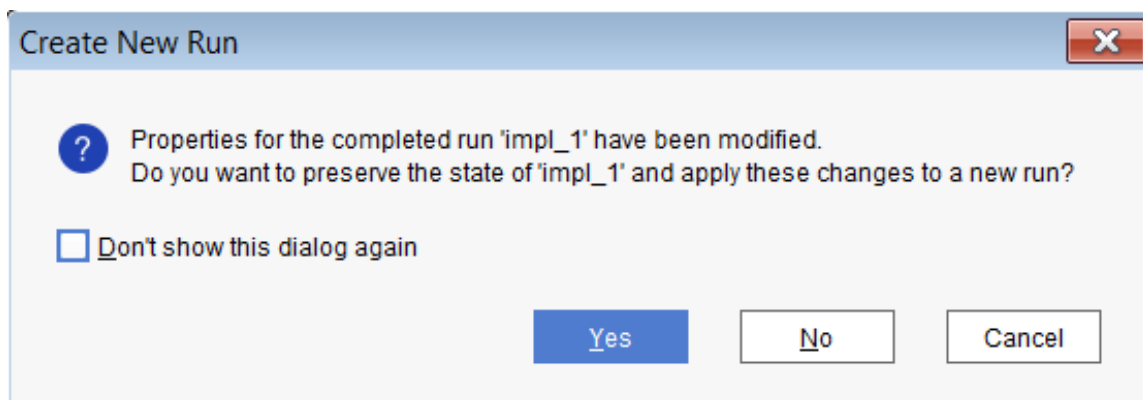 Create New Run
?
Properties for the completed run 'impl_1' have been modified.
Do you want to preserve the state of 'impl_1' and apply these changes to a new run?
Don't show this dialog again
Yes No Cancel